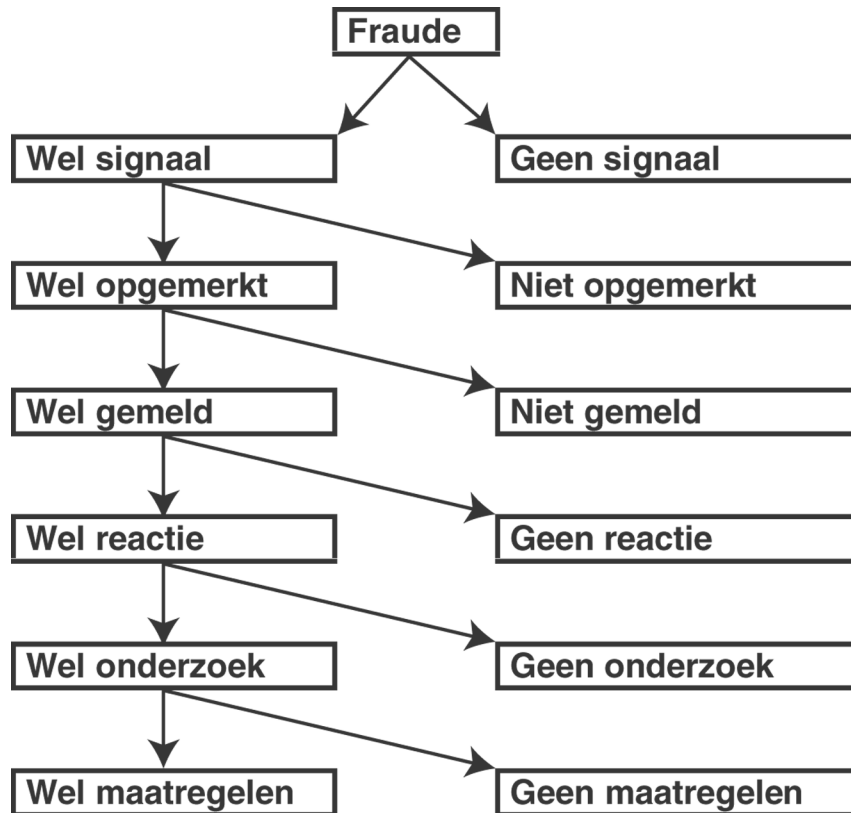 Fraude
Wel signaal
Geen signaal
Wel opgemerkt
Niet opgemerkt
Wel gemeld
Niet gemeld
Wel reactie
Geen reactie
Wel onderzoek
Geen onderzoek
Wel maatregelen
Geen maatregelen